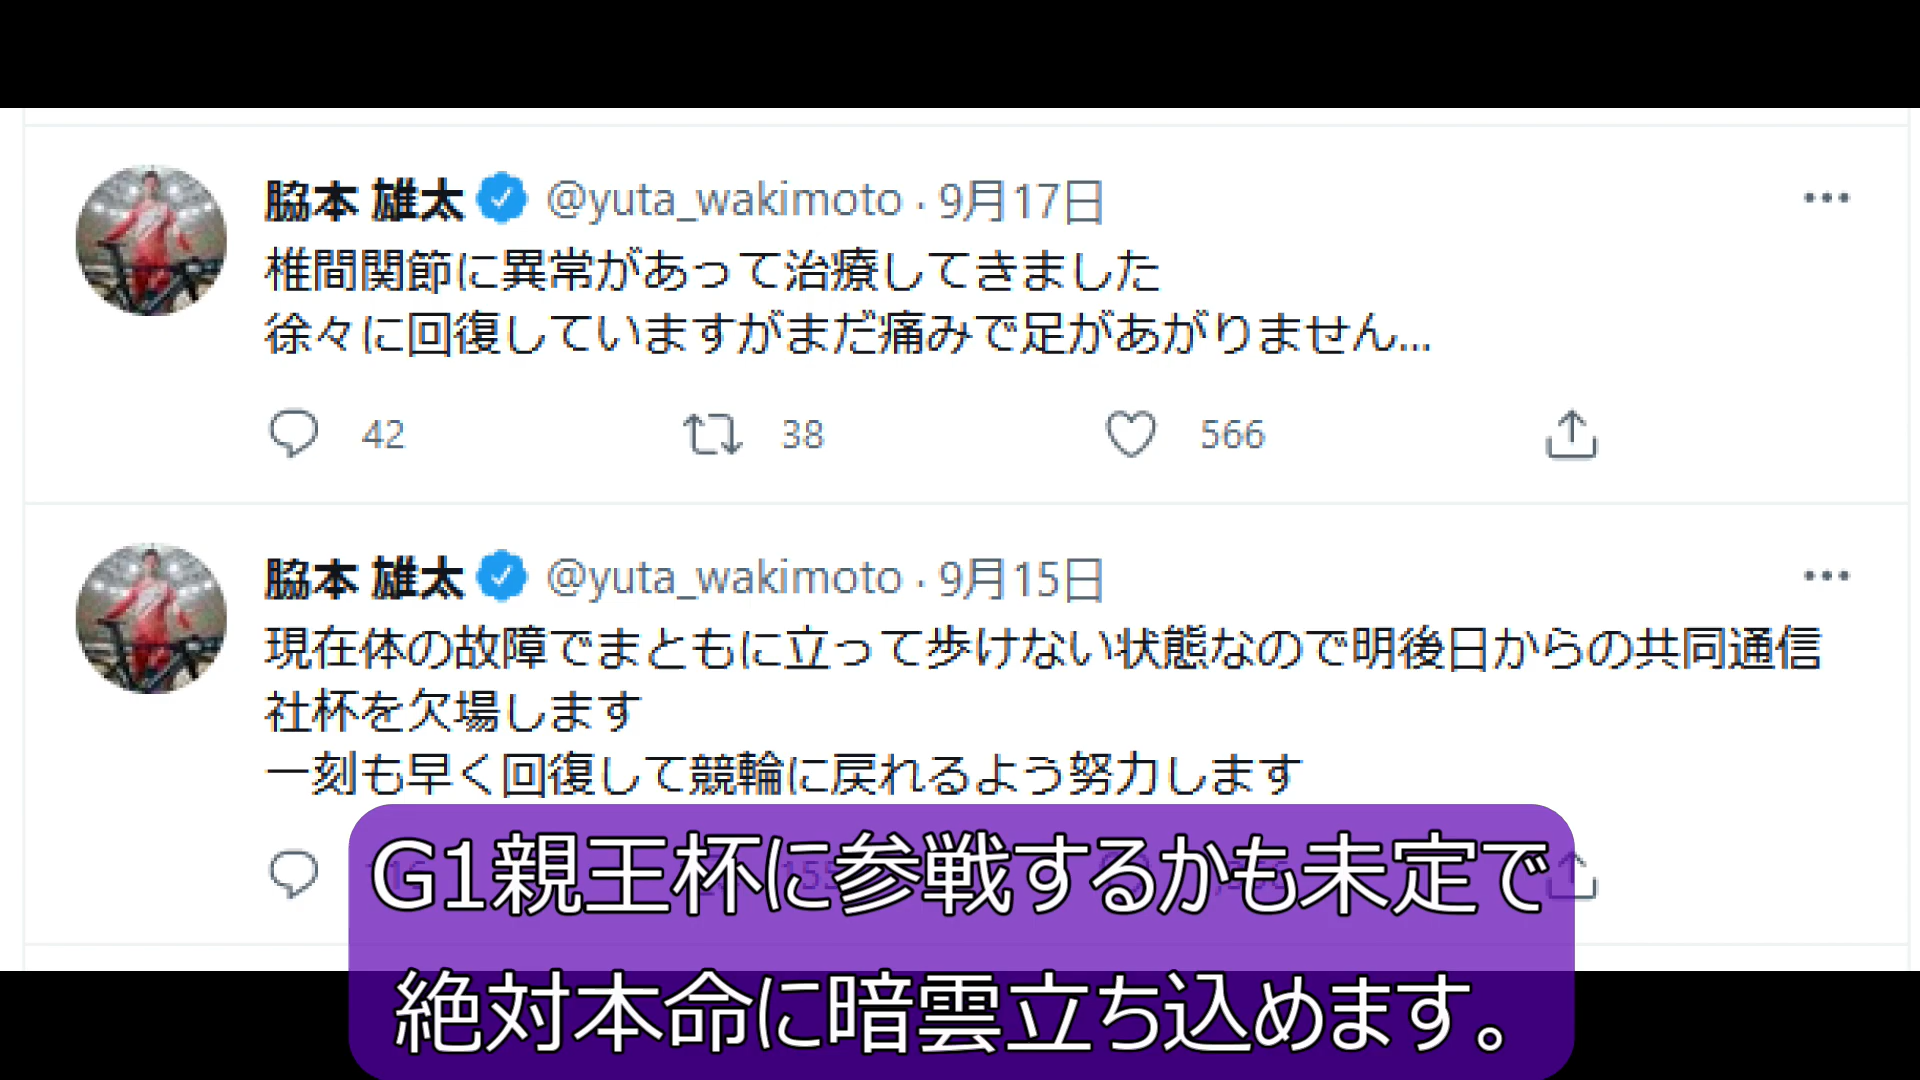 脇本 雄太 @yuta_wakimoto · 9月17日
椎間関節に異常があって治療してきました
徐々に回復していますがまだ痛みで足があがりません...
42 38 566
脇本 雄太 @yuta_wakimoto · 9月15日
現在体の故障でまともに立って歩けない状態なので明後日からの共同通信
社杯を欠場します
一刻も早く回復して競輪に戻れるよう努力します
G1親王杯に参戦するかも未定で
絶対本命に暗雲立ち込めます。